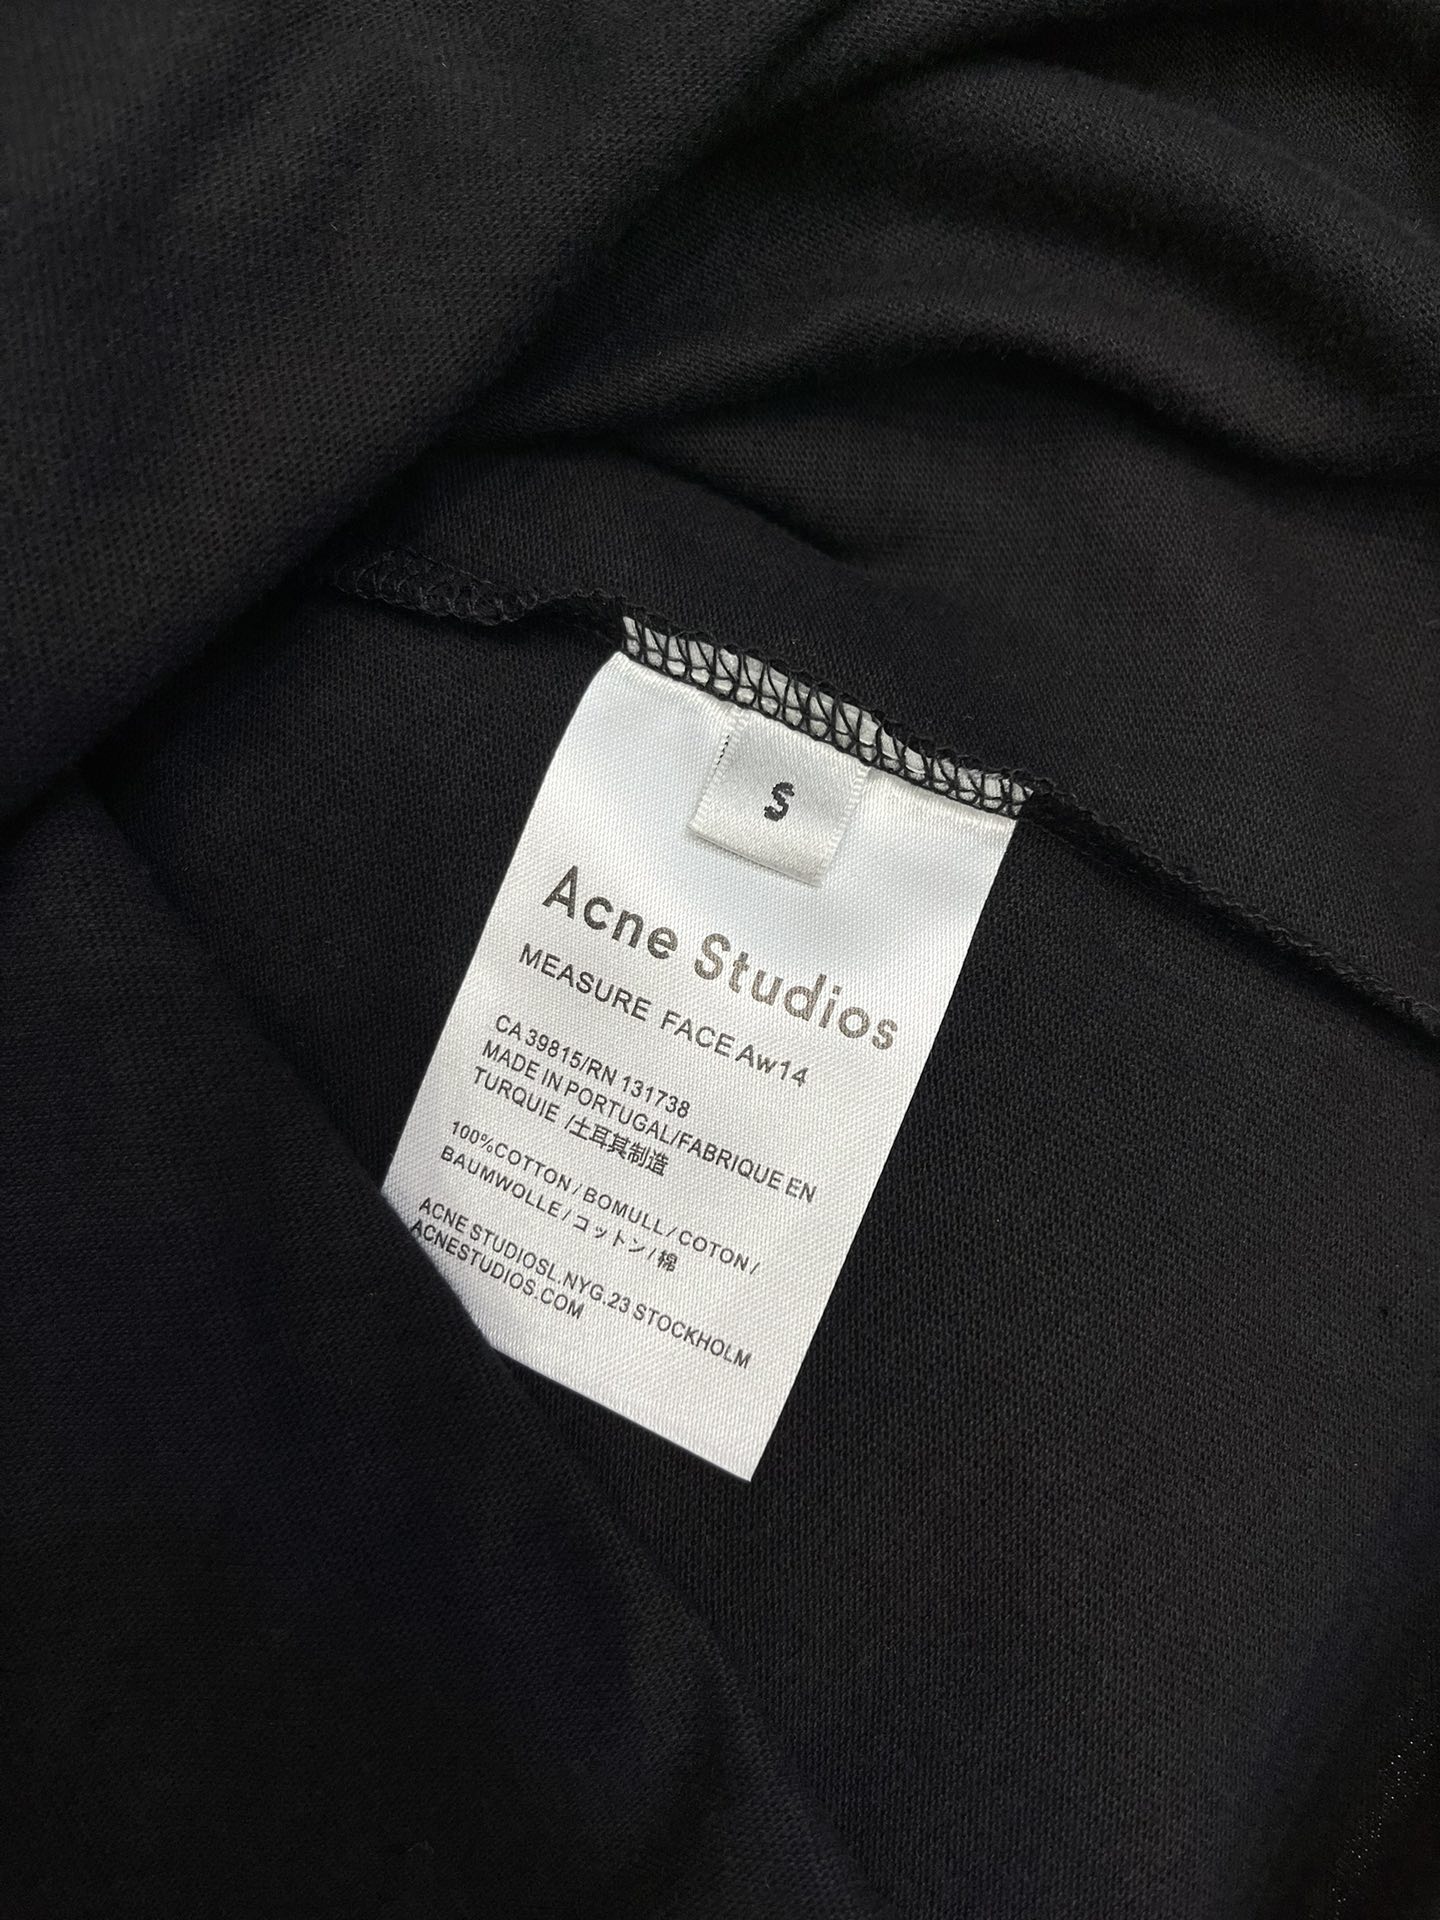 S
Acne Studios
MEASURE FACE Aw14
CA 39815/RN 131738
MADE IN PORTUGAL/FABRIQUE EN
TURQUIE /土耳其制造
100%COTTON/BOMULL/COTON/
BAUMWOLLE/コットン/棉
ACNE STUDIOSL.NYG.23 STOCKHOLM
ACNESTUDIOS.COM